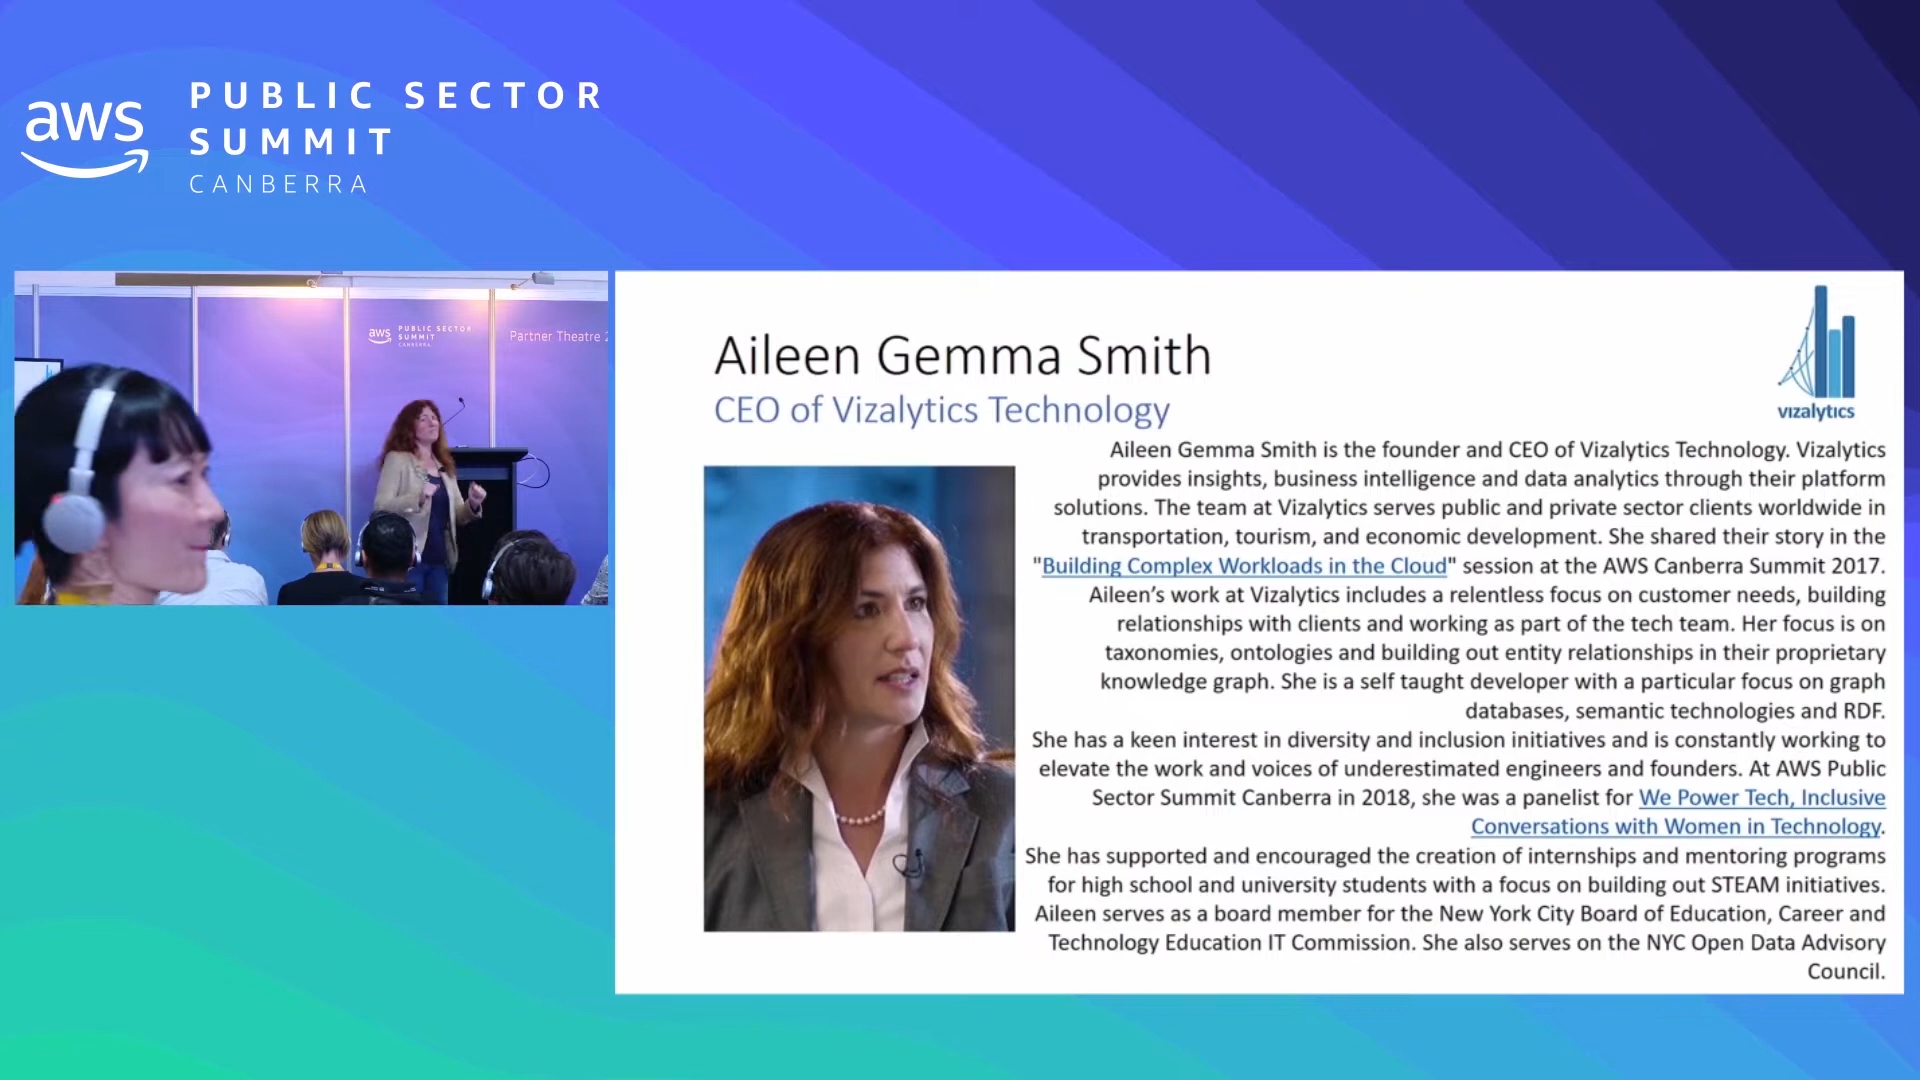 aws
PUBLIC SECTOR
SUMMIT
CANBERRA
aws
PUBLIC SECTOR
SUMMIT
CANBERRA
Partner Theatre 2
Aileen Gemma Smith
CEO of Vizalytics Technology
vizalytics
Aileen Gemma Smith is the founder and CEO of Vizalytics Technology. Vizalytics
provides insights, business intelligence and data analytics through their platform
solutions. The team at Vizalytics serves public and private sector clients worldwide in
transportation, tourism, and economic development. She shared their story in the
"Building Complex Workloads in the Cloud" session at the AWS Canberra Summit 2017.
Aileen’s work at Vizalytics includes a relentless focus on customer needs, building
relationships with clients and working as part of the tech team. Her focus is on
taxonomies, ontologies and building out entity relationships in their proprietary
knowledge graph. She is a self taught developer with a particular focus on graph
databases, semantic technologies and RDF.
She has a keen interest in diversity and inclusion initiatives and is constantly working to
elevate the work and voices of underestimated engineers and founders. At AWS Public
Sector Summit Canberra in 2018, she was a panelist for We Power Tech, Inclusive
Conversations with Women in Technology.
She has supported and encouraged the creation of internships and mentoring programs
for high school and university students with a focus on building out STEAM initiatives.
Aileen serves as a board member for the New York City Board of Education, Career and
Technology Education IT Commission. She also serves on the NYC Open Data Advisory
Council.